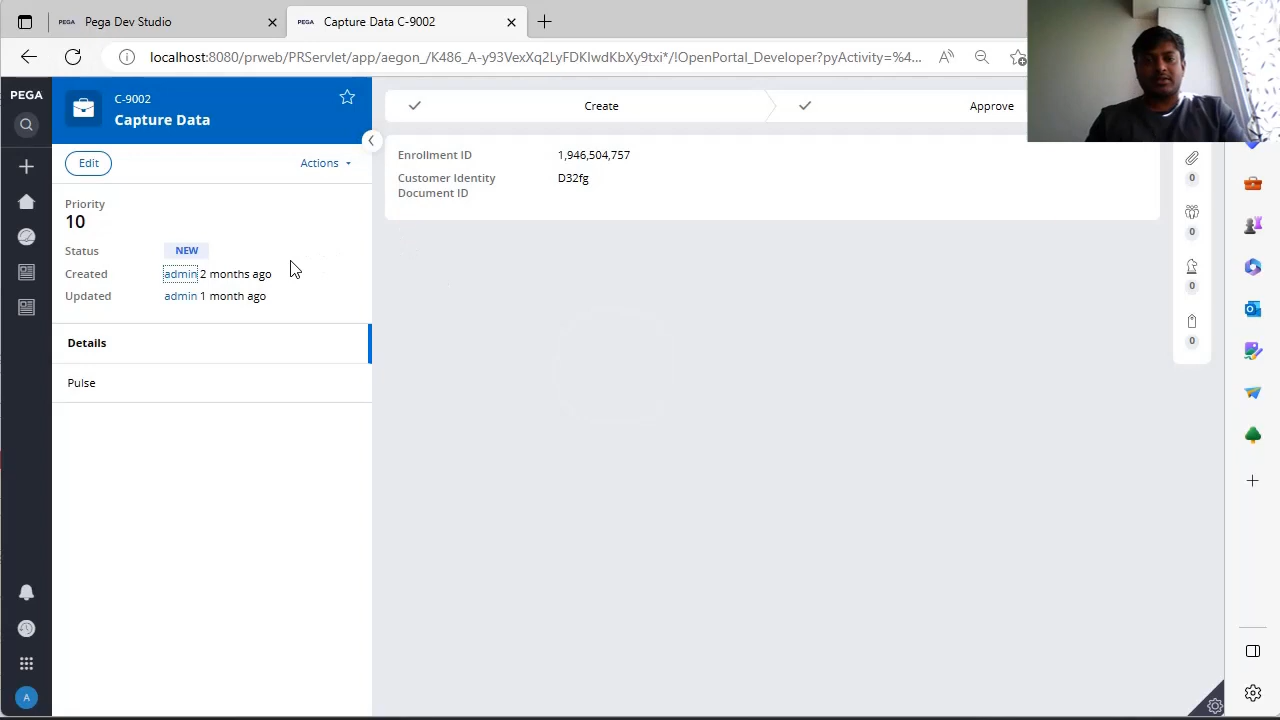 PEGA Pega Dev Studio
PEGA Capture Data C-9002
localhost:8080/prweb/PRServlet/app/aegon_/K486_A-y93VexXq2LyFDKIwdKbXy9txi*/!OpenPortal_Developer?pyActivity=%4...
PEGA
C-9002
Capture Data
Edit
Actions
Priority
10
Status NEW
Created admin 2 months ago
Updated admin 1 month ago
Details
Pulse
A
Create
Approve
Enrollment ID 1,946,504,757
Customer Identity D32fg
Document ID
0
0
0
0